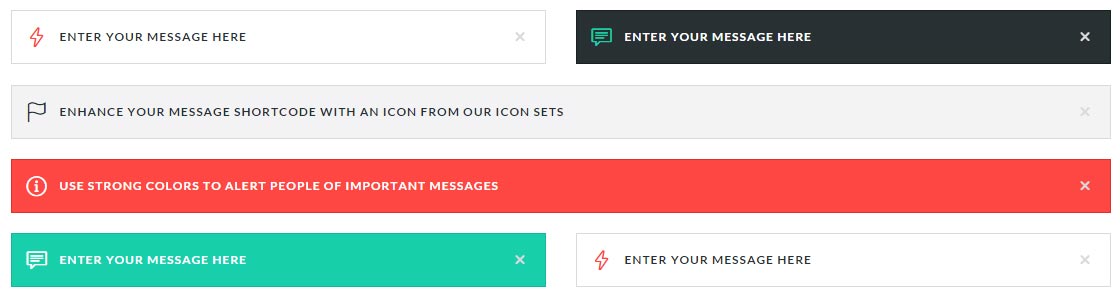 ENTER YOUR MESSAGE HERE
ENTER YOUR MESSAGE HERE
ENHANCE YOUR MESSAGE SHORTCODE WITH AN ICON FROM OUR ICON SETS
USE STRONG COLORS TO ALERT PEOPLE OF IMPORTANT MESSAGES
ENTER YOUR MESSAGE HERE
ENTER YOUR MESSAGE HERE